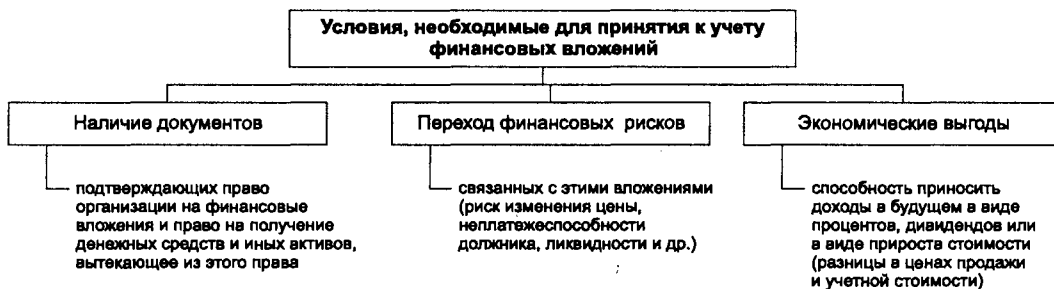 Условия, необходимые для принятия к учету
финансовых вложений
Наличие документов
Переход финансовых рисков
Экономические выгоды
подтверждающих право
организации на финансовые
вложения и право на получение
денежных средств и иных активов,
вытекающее из этого права
связанных с этими вложениями
(риск изменения цены,
неплатежеспособности
должника, ликвидности и др.)
способность приносить
доходы в будущем в виде
процентов, дивидендов или
в виде прироста стоимости
(разницы в ценах продажи
и учетной стоимости)